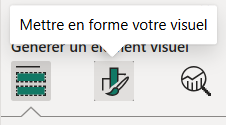 Mettre en forme votre visuel
Générer un élément visuel